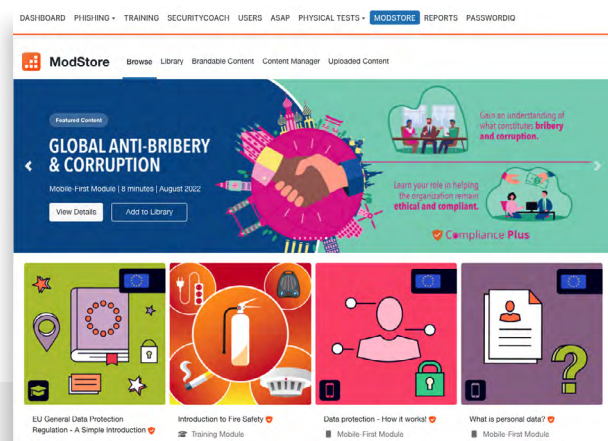 DASHBOARD PHISHING TRAINING SECURITYCOACH USERS ASAP PHYSICAL TESTS MODSTORE REPORTS PASSWORDIQ
ModStore Browse Library Brandable Content Content Manager Uploaded Content
Featured Content
GLOBAL ANTI-BRIBERY
& CORRUPTION
Mobile-First Module | 8 minutes | August 2022
View Details Add to Library
Gain an understanding of
what constitutes bribery
and corruption.
Learn your role in helping
the organization remain
ethical and compliant.
Compliance Plus
EU General Data Protection
Regulation - A Simple Introduction
Introduction to Fire Safety
Training Module
Data protection - How it works!
Mobile-First Module
What is personal data?
Mobile-First Module